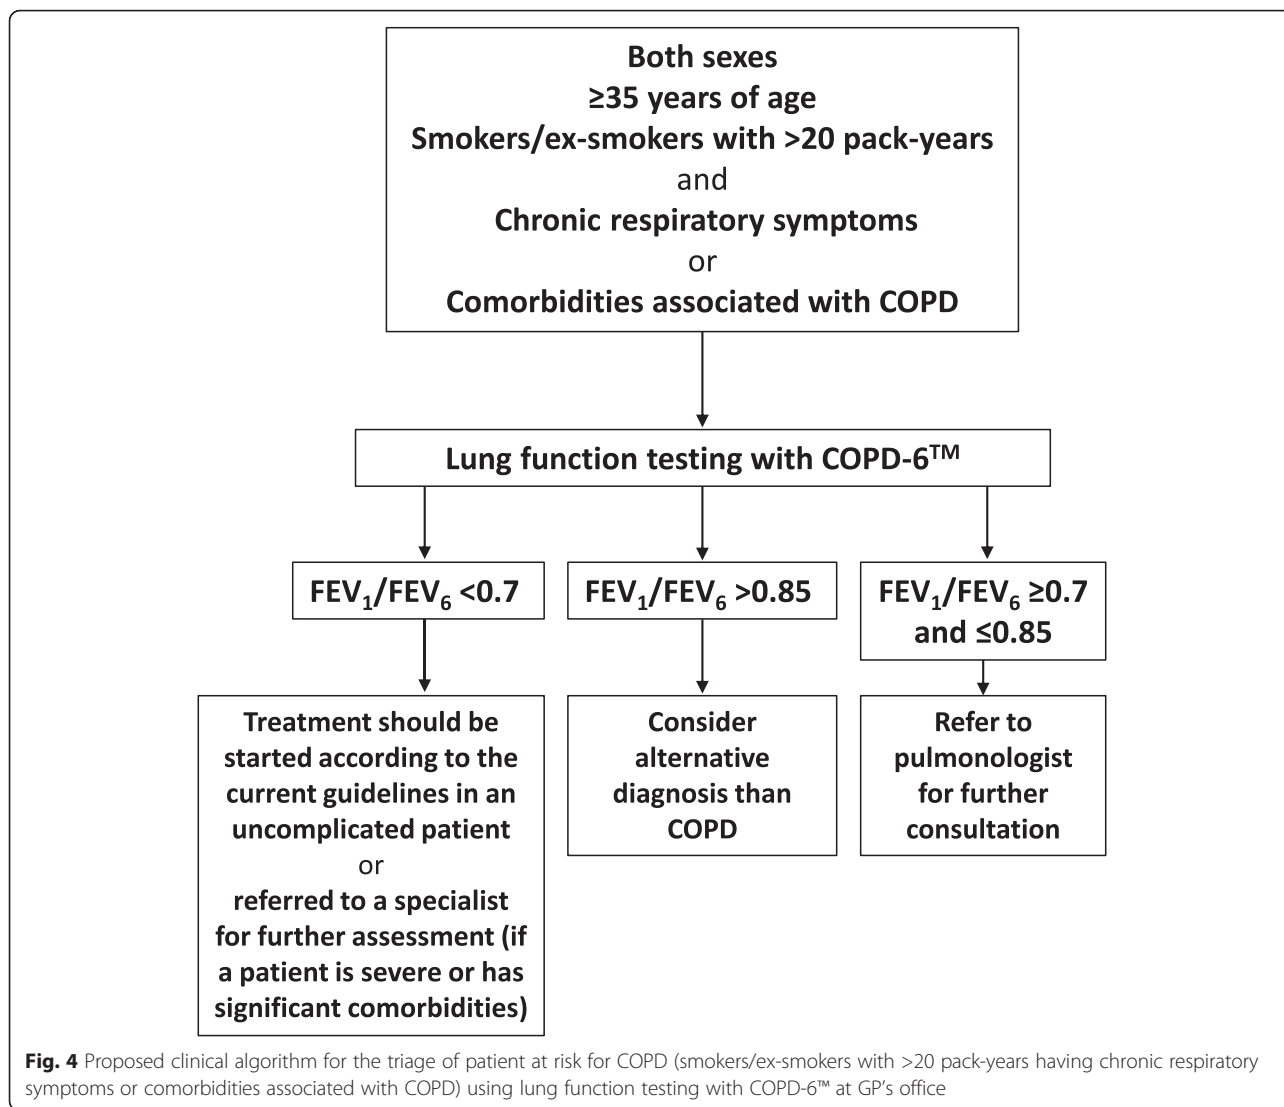 Both sexes
≥35 years of age
Smokers/ex-smokers with >20 pack-years
and
Chronic respiratory symptoms
or
Comorbidities associated with COPD
Lung function testing with COPD-6™
FEV₁/FEV₆ <0.7
FEV₁/FEV₆ >0.85
FEV₁/FEV₆ ≥0.7
and ≤0.85
Treatment should be
started according to the
current guidelines in an
uncomplicated patient
or
referred to a specialist
for further assessment (if
a patient is severe or has
significant comorbidities)
Consider
alternative
diagnosis than
COPD
Refer to
pulmonologist
for further
consultation
Fig. 4 Proposed clinical algorithm for the triage of patient at risk for COPD (smokers/ex-smokers with >20 pack-years having chronic respiratory
symptoms or comorbidities associated with COPD) using lung function testing with COPD-6™ at GP's office